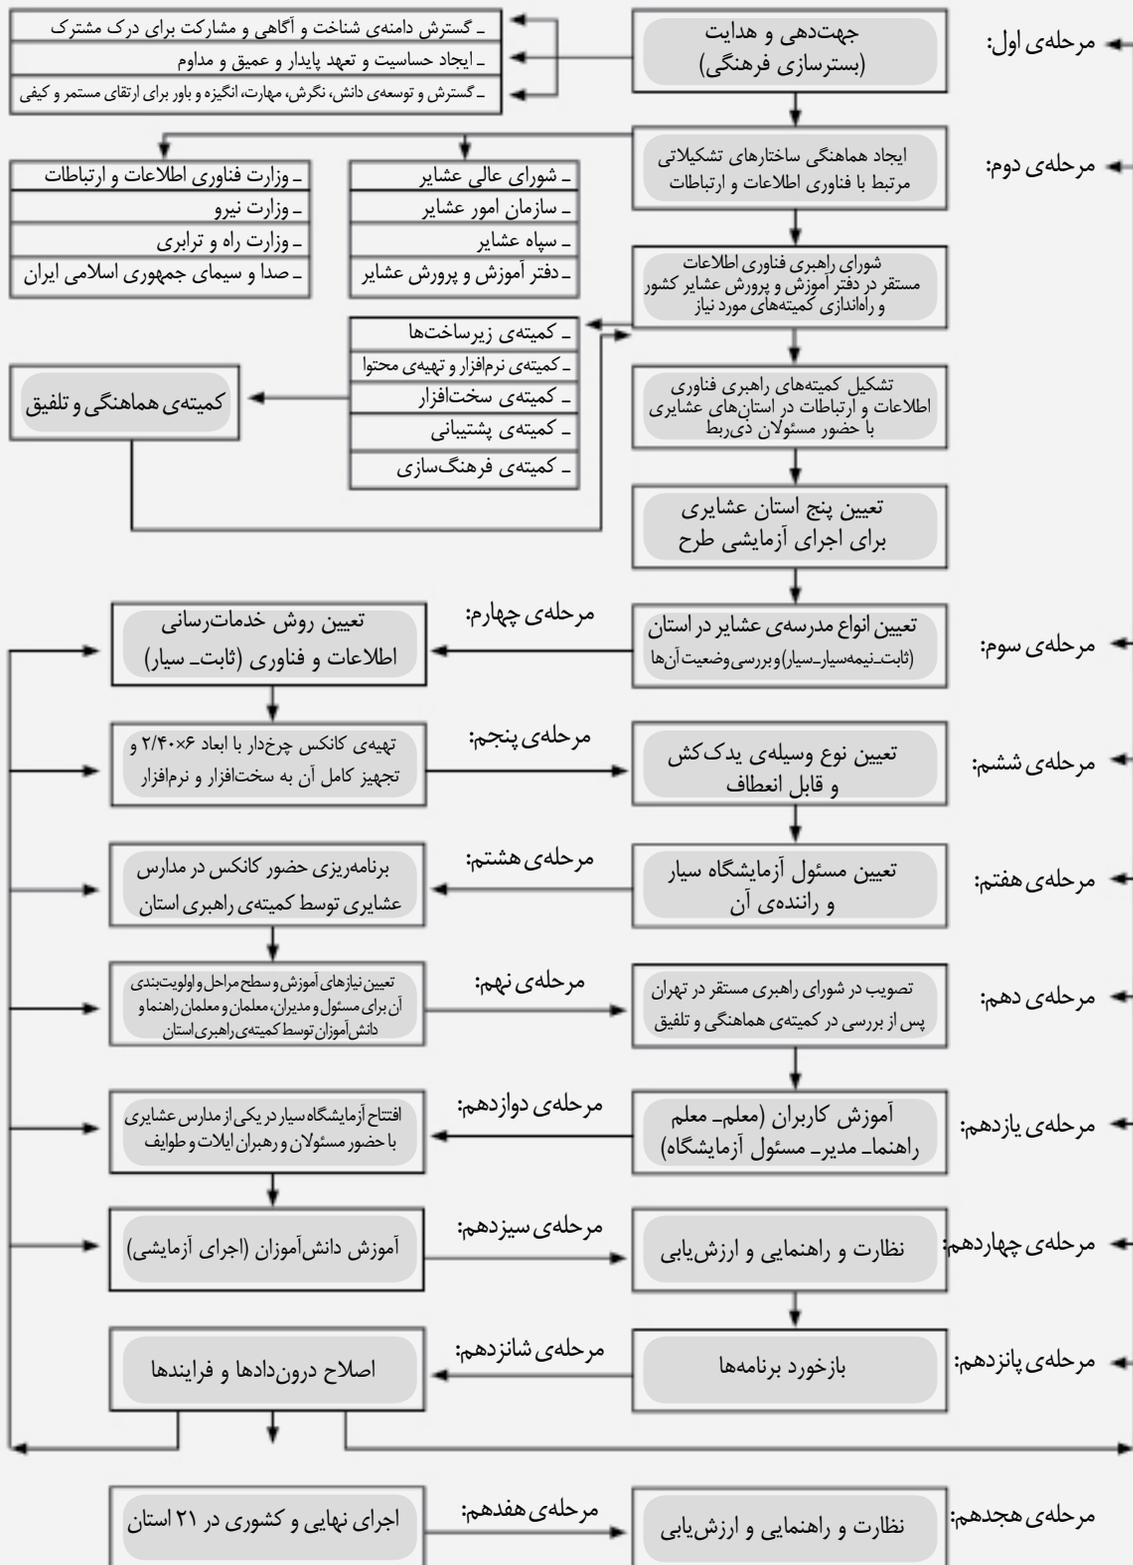 مرحله‌ی اول:
جهت‌دهی و هدایت
(بسترسازی فرهنگی)
ـ گسترش دامنه‌ی شناخت و آگاهی و مشارکت برای درک مشترک
ـ ایجاد حساسیت و تعهد پایدار و عمیق و مداوم
ـ گسترش و توسعه‌ی دانش، نگرش، مهارت، انگیزه و باور برای ارتقای مستمر و کیفی
مرحله‌ی دوم:
ایجاد هماهنگی ساختارهای تشکیلاتی
مرتبط با فناوری اطلاعات و ارتباطات
ـ شورای عالی عشایر
ـ سازمان امور عشایر
ـ سپاه عشایر
ـ دفتر آموزش و پرورش عشایر
ـ وزارت فناوری اطلاعات و ارتباطات
ـ وزارت نیرو
ـ وزارت راه و ترابری
ـ صدا و سیمای جمهوری اسلامی ایران
شورای راهبری فناوری اطلاعات
مستقر در دفتر آموزش و پرورش عشایر کشور
و راه‌اندازی کمیته‌های مورد نیاز
ـ کمیته‌ی زیرساخت‌ها
ـ کمیته‌ی نرم‌افزار و تهیه‌ی محتوا
ـ کمیته‌ی سخت‌افزار
ـ کمیته‌ی پشتیبانی
ـ کمیته‌ی فرهنگ‌سازی
کمیته‌ی هماهنگی و تلفیق
تشکیل کمیته‌های راهبری فناوری
اطلاعات و ارتباطات در استان‌های عشایری
با حضور مسئولان ذی‌ربط
تعیین پنج استان عشایری
برای اجرای آزمایشی طرح
مرحله‌ی سوم:
تعیین انواع مدرسه‌ی عشایر در استان
(ثابت‌ـ‌نیمه‌سیار‌ـ‌سیار) و بررسی وضعیت آن‌ها
مرحله‌ی چهارم:
تعیین روش خدمات‌رسانی
اطلاعات و فناوری (ثابت‌ـ سیار)
مرحله‌ی پنجم:
تهیه‌ی کانکس چرخ‌دار با ابعاد ۶×۲/۴۰ و
تجهیز کامل آن به سخت‌افزار و نرم‌افزار
مرحله‌ی ششم:
تعیین نوع وسیله‌ی یدک‌کش
و قابل انعطاف
مرحله‌ی هفتم:
تعیین مسئول آزمایشگاه سیار
و راننده‌ی آن
مرحله‌ی هشتم:
برنامه‌ریزی حضور کانکس در مدارس
عشایری توسط کمیته‌ی راهبری استان
مرحله‌ی نهم:
تعیین نیازهای آموزش و سطح مراحل و اولویت‌بندی
آن برای مسئول و مدیران، معلمان و معلمان راهنما و
دانش‌آموزان توسط کمیته‌ی راهبری استان
مرحله‌ی دهم:
تصویب در شورای راهبری مستقر در تهران
پس از بررسی در کمیته‌ی هماهنگی و تلفیق
مرحله‌ی یازدهم:
آموزش کاربران (معلم‌ـ معلم
راهنما‌ـ مدیر‌ـ مسئول آزمایشگاه)
مرحله‌ی دوازدهم:
افتتاح آزمایشگاه سیار در یکی از مدارس عشایری
با حضور مسئولان و رهبران ایلات و طوایف
مرحله‌ی سیزدهم:
آموزش دانش‌آموزان (اجرای آزمایشی)
مرحله‌ی چهاردهم:
نظارت و راهنمایی و ارزش‌یابی
مرحله‌ی پانزدهم:
بازخورد برنامه‌ها
مرحله‌ی شانزدهم:
اصلاح درون‌دادها و فرایندها
مرحله‌ی هفدهم:
اجرای نهایی و کشوری در ۲۱ استان
مرحله‌ی هجدهم:
نظارت و راهنمایی و ارزش‌یابی